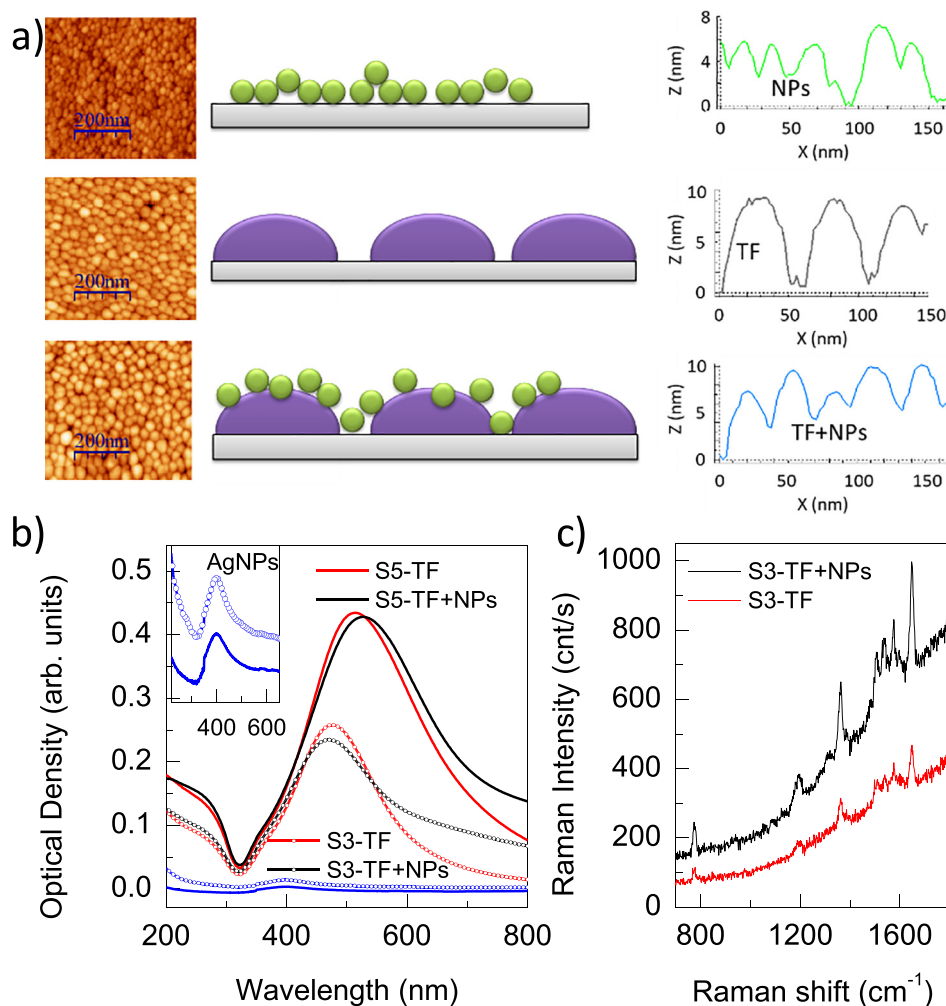 a)
200nm
8
6
4
2
0
Z (nm)
NPs
0 50 100 150
X (nm)
200nm
10
5
0
Z (nm)
TF
0 50 100 150
X (nm)
200nm
10
5
0
Z (nm)
TF+NPs
0 50 100 150
X (nm)
b)
0.5
0.4
0.3
0.2
0.1
0.0
Optical Density (arb. units)
AgNPs
400 600
S5-TF
S5-TF+NPs
S3-TF
S3-TF+NPs
200 400 600 800
Wavelength (nm)
c)
1000
800
600
400
200
0
Raman Intensity (cnt/s)
S3-TF+NPs
S3-TF
800 1200 1600
Raman shift (cm⁻¹)